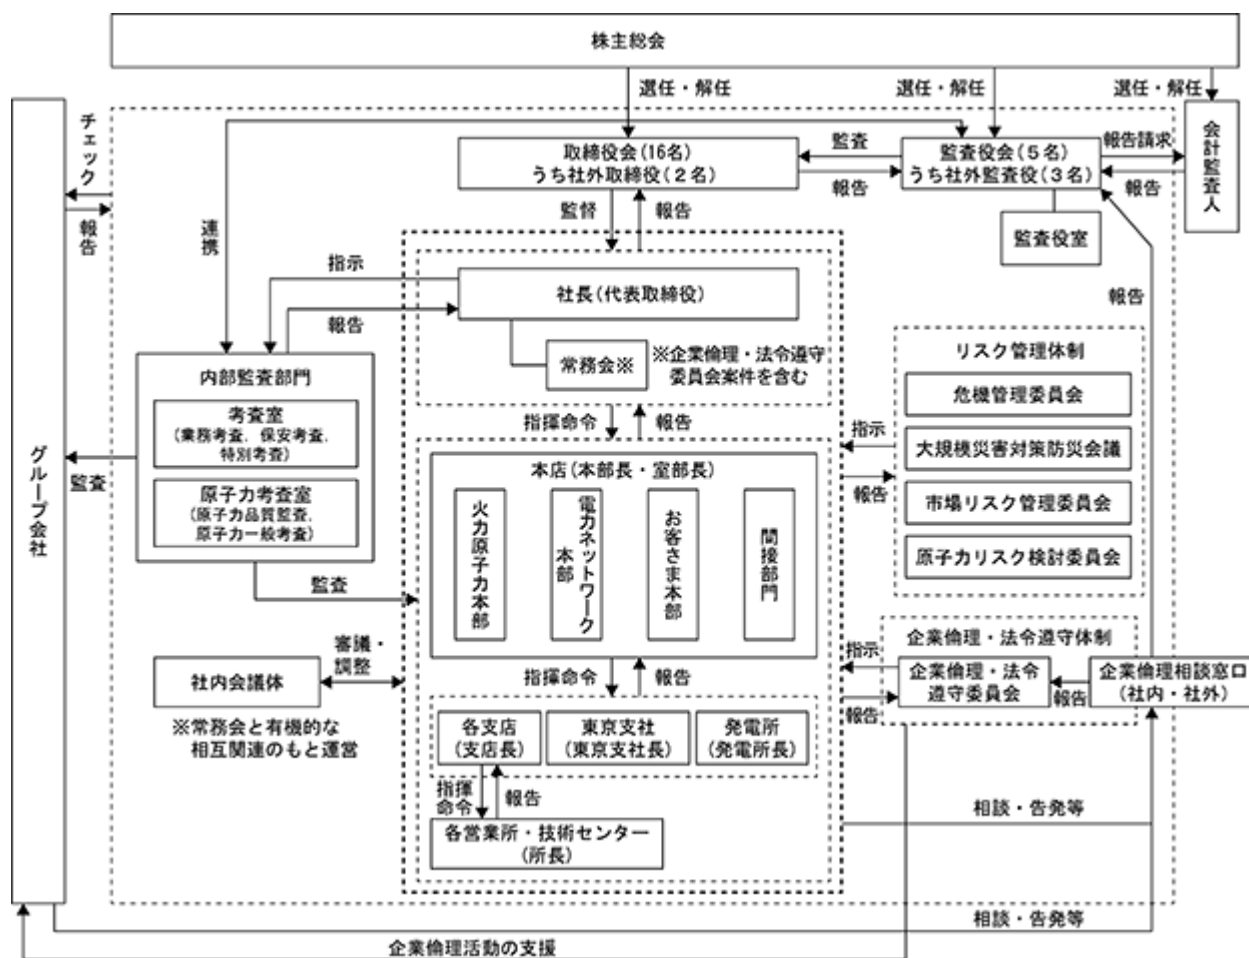 株主総会
選任・解任
選任・解任
選任・解任
チェック
報告
グループ会社
連携
取締役会(16名)
うち社外取締役(２名)
監査
報告
監査役会(５名)
うち社外監査役(３名)
報告請求
報告
会計監査人
監査役室
監督
報告
指示
報告
社長(代表取締役)
常務会※
※企業倫理・法令遵守
委員会案件を含む
報告
内部監査部門
考査室
(業務考査、保安考査、
特別考査)
原子力考査室
(原子力品質監査、
原子力一般考査)
監査
監査
指揮命令
報告
本店(本部長・室部長)
火力原子力本部
電力ネットワーク
本部
お客さま本部
間接部門
指示
報告
リスク管理体制
危機管理委員会
大規模災害対策防災会議
市場リスク管理委員会
原子力リスク検討委員会
社内会議体
審議・
調整
※常務会と有機的な
相互関連のもと運営
指揮命令
報告
各支店
(支店長)
東京支社
(東京支社長)
発電所
(発電所長)
指揮
命令
報告
各営業所・技術センター
(所長)
指示
報告
企業倫理・法令遵守体制
企業倫理・法令
遵守委員会
報告
企業倫理相談窓口
(社内・社外)
相談・告発等
相談・告発等
企業倫理活動の支援